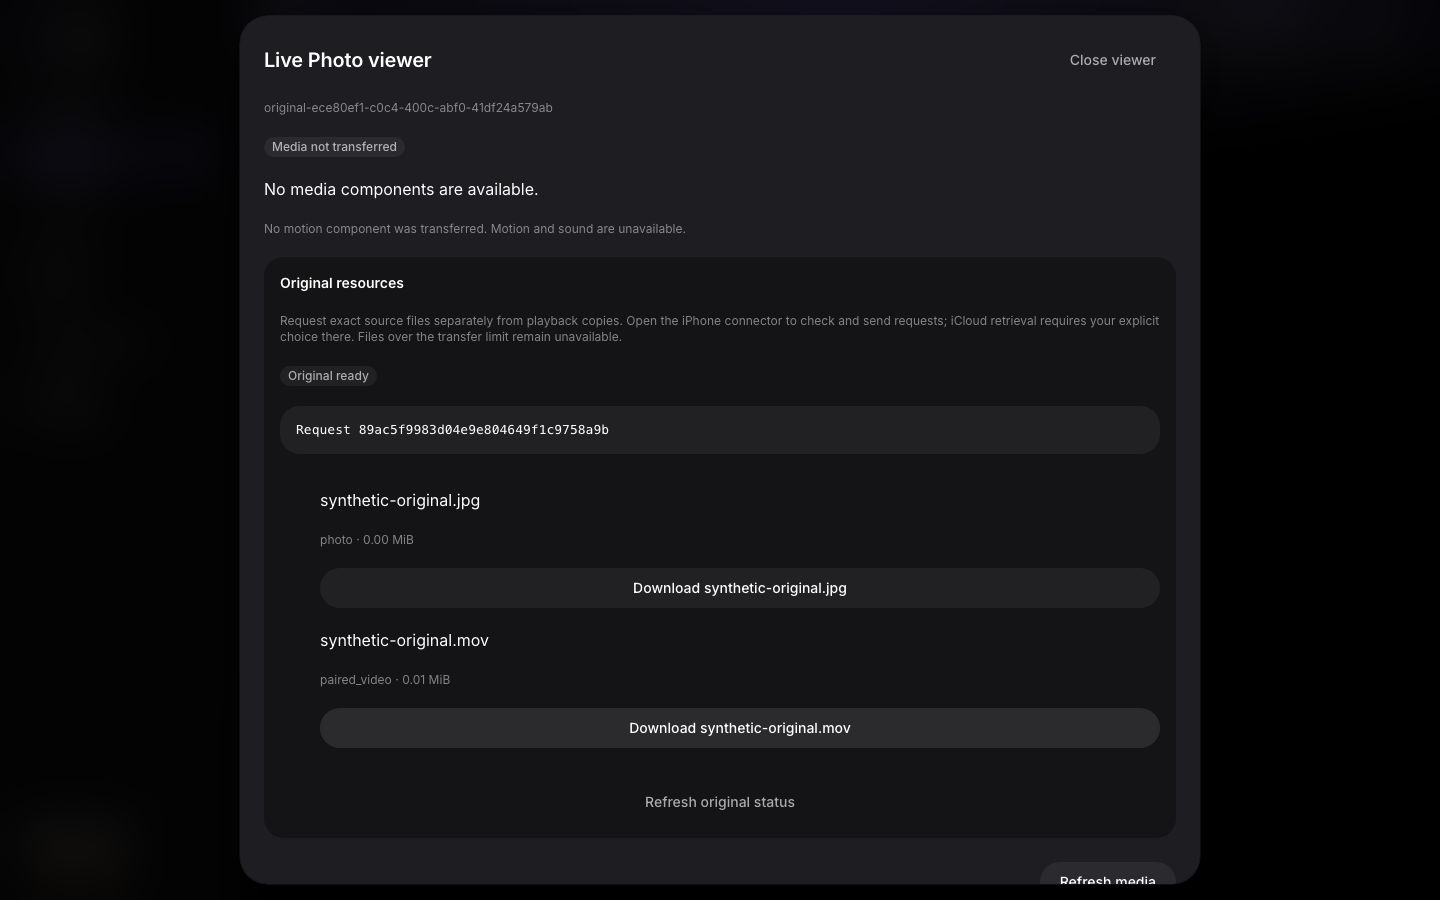 Live Photo viewer
Close viewer
original-ece80ef1-c0c4-400c-abf0-41df24a579ab
Media not transferred
No media components are available.
No motion component was transferred. Motion and sound are unavailable.
Original resources
Request exact source files separately from playback copies. Open the iPhone connector to check and send requests; iCloud retrieval requires your explicit
choice there. Files over the transfer limit remain unavailable.
Original ready
Request 89ac5f9983d04e9e804649f1c9758a9b
synthetic-original.jpg
photo · 0.00 MiB
Download synthetic-original.jpg
synthetic-original.mov
paired_video · 0.01 MiB
Download synthetic-original.mov
Refresh original status
Refresh media